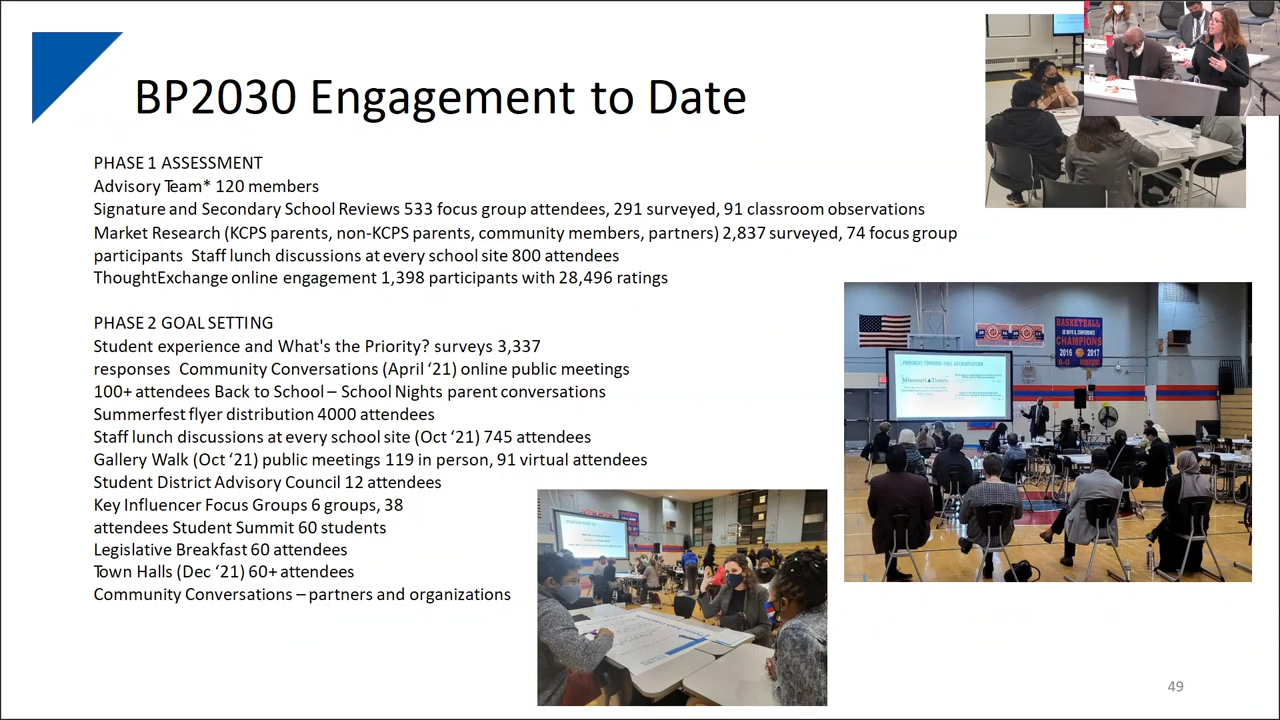 BP2030 Engagement to Date
PHASE 1 ASSESSMENT
Advisory Team* 120 members
Signature and Secondary School Reviews 533 focus group attendees, 291 surveyed, 91 classroom observations
Market Research (KCPS parents, non-KCPS parents, community members, partners) 2,837 surveyed, 74 focus group
participants Staff lunch discussions at every school site 800 attendees
ThoughtExchange online engagement 1,398 participants with 28,496 ratings
PHASE 2 GOAL SETTING
Student experience and What's the Priority? surveys 3,337
responses Community Conversations (April ‘21) online public meetings
100+ attendees Back to School – School Nights parent conversations
Summerfest flyer distribution 4000 attendees
Staff lunch discussions at every school site (Oct ‘21) 745 attendees
Gallery Walk (Oct ‘21) public meetings 119 in person, 91 virtual attendees
Student District Advisory Council 12 attendees
Key Influencer Focus Groups 6 groups, 38
attendees Student Summit 60 students
Legislative Breakfast 60 attendees
Town Halls (Dec ‘21) 60+ attendees
Community Conversations – partners and organizations
BASKETBALL
CHAMPIONS
2016 2017
PROGRESS TOWARDS FULL ACCREDITATION
Missouri Times
49